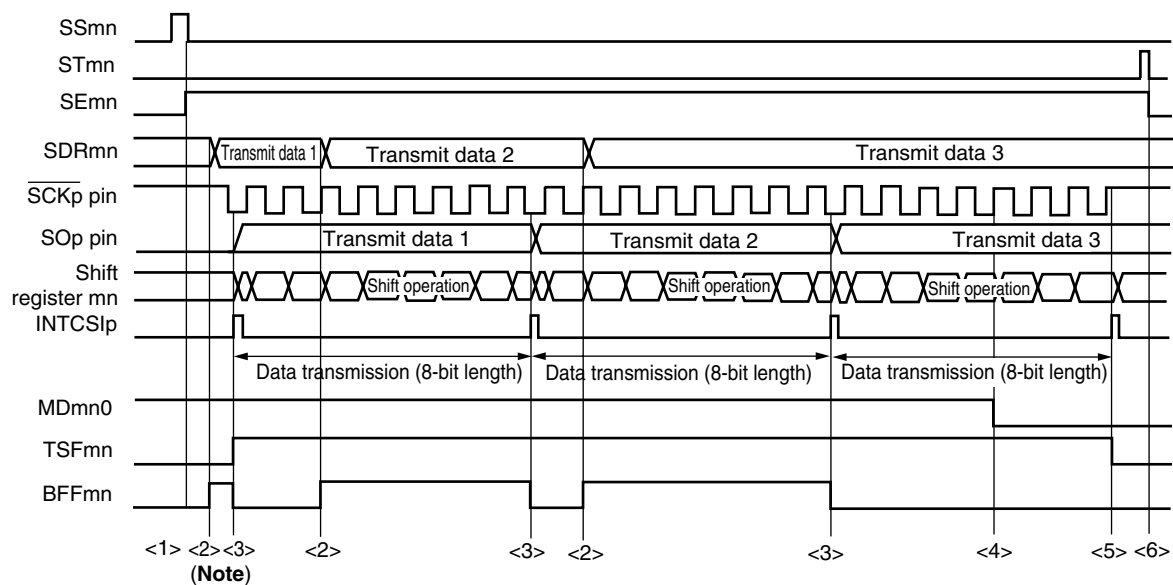 SSmn
STmn
SEmn
SDRmn Transmit data 1 Transmit data 2 Transmit data 3
SCKp pin
SOp pin Transmit data 1 Transmit data 2 Transmit data 3
Shift
register mn Shift operation Shift operation Shift operation
INTCSIp
Data transmission (8-bit length) Data transmission (8-bit length) Data transmission (8-bit length)
MDmn0
TSFmn
BFFmn
<1> <2> <3> <2> <3> <2> <3> <4> <5> <6>
(Note)